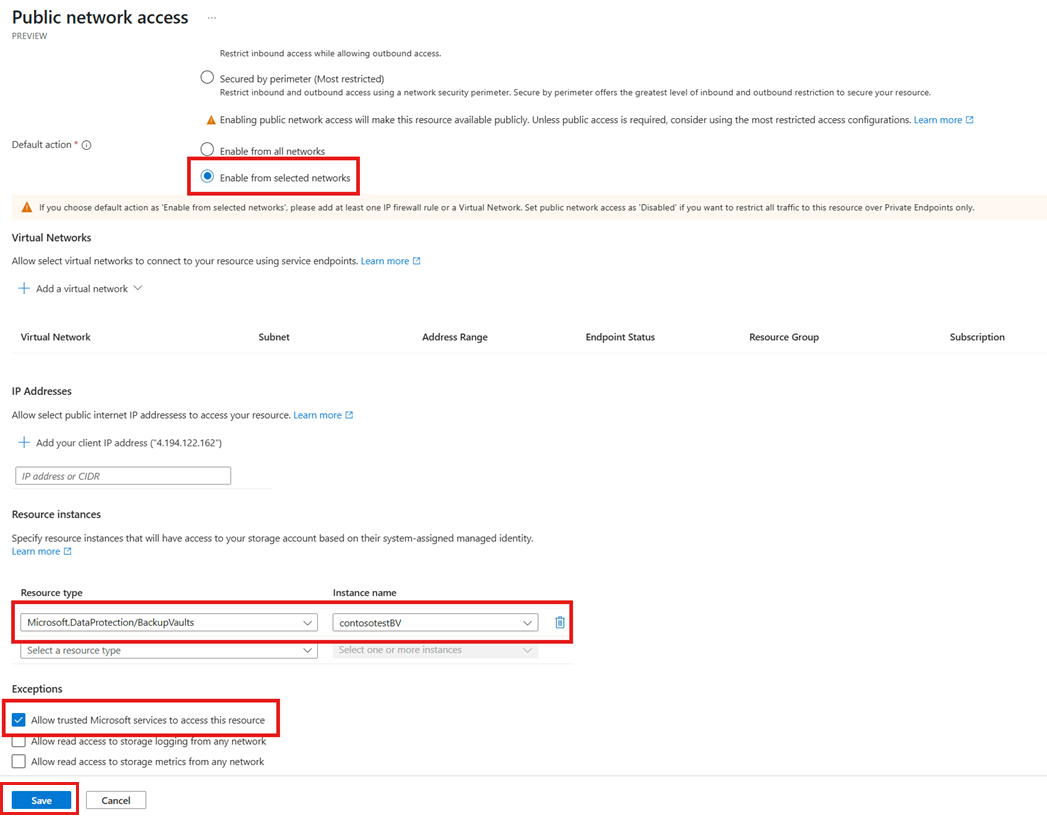 Public network access ...
PREVIEW
Restrict inbound access while allowing outbound access.
Secured by perimeter (Most restricted)
Restrict inbound and outbound access using a network security perimeter. Secure by perimeter offers the greatest level of inbound and outbound restriction to secure your resource.
Enabling public network access will make this resource available publicly. Unless public access is required, consider using the most restricted access configurations. Learn more
Default action *
Enable from all networks
Enable from selected networks
If you choose default action as 'Enable from selected networks', please add at least one IP firewall rule or a Virtual Network. Set public network access as 'Disabled' if you want to restrict all traffic to this resource over Private Endpoints only.
Virtual Networks
Allow select virtual networks to connect to your resource using service endpoints. Learn more
Add a virtual network
Virtual Network Subnet Address Range Endpoint Status Resource Group Subscription
IP Addresses
Allow select public internet IP addressess to access your resource. Learn more
Add your client IP address ("4.194.122.162")
IP address or CIDR
Resource instances
Specify resource instances that will have access to your storage account based on their system-assigned managed identity.
Learn more
Resource type Instance name
Microsoft.DataProtection/BackupVaults contosotestBV
Select a resource type Select one or more instances
Exceptions
Allow trusted Microsoft services to access this resource
Allow read access to storage logging from any network
Allow read access to storage metrics from any network
Save Cancel